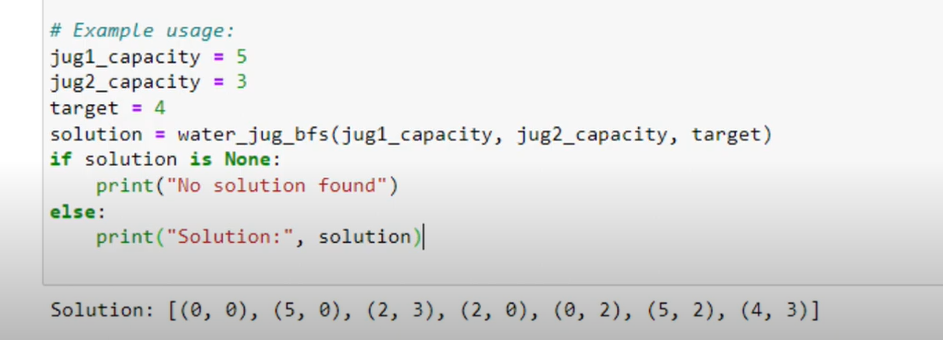 # Example usage:
jug1_capacity = 5
jug2_capacity = 3
target = 4
solution = water_jug_bfs(jug1_capacity, jug2_capacity, target)
if solution is None:
    print("No solution found")
else:
    print("Solution:", solution)
Solution: [(0, 0), (5, 0), (2, 3), (2, 0), (0, 2), (5, 2), (4, 3)]